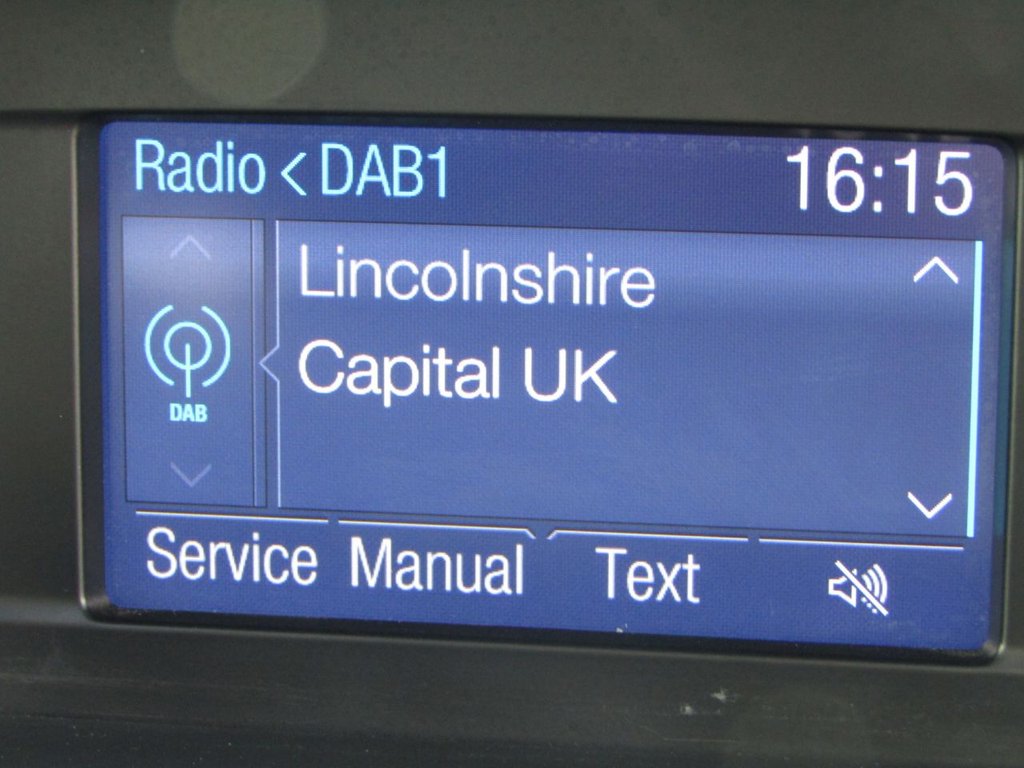 Radio < DAB1 16:15
Lincolnshire
Capital UK
DAB
Service Manual Text